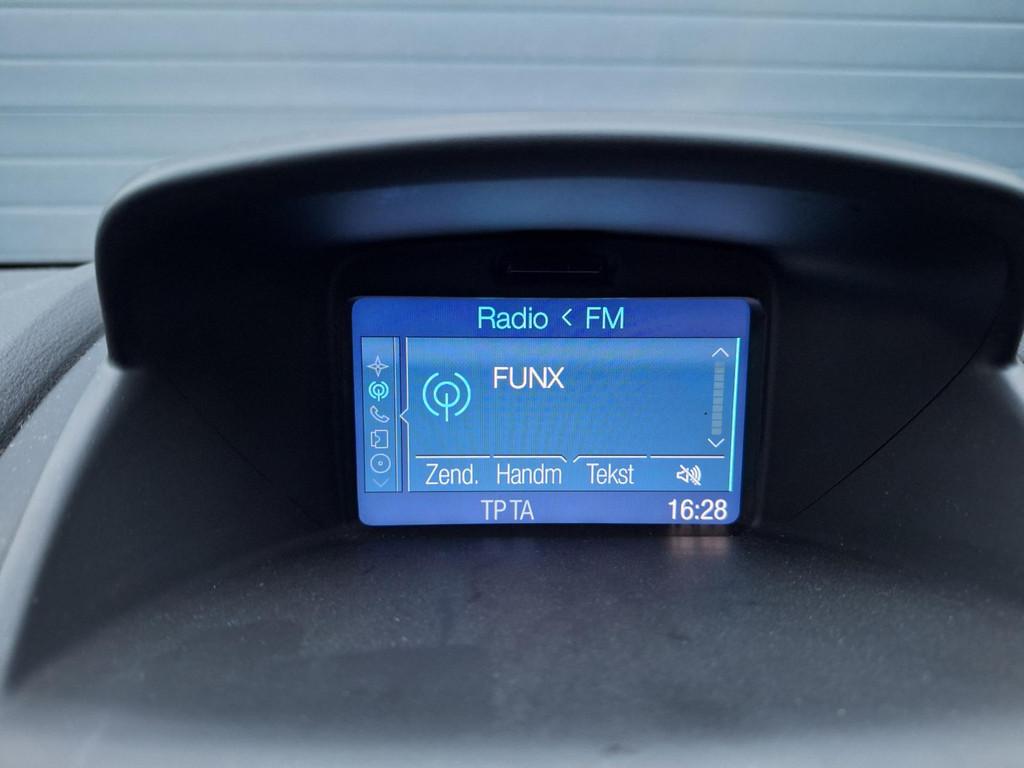 Radio < FM
FUNX
Zend. Handm Tekst
TP TA 16:28